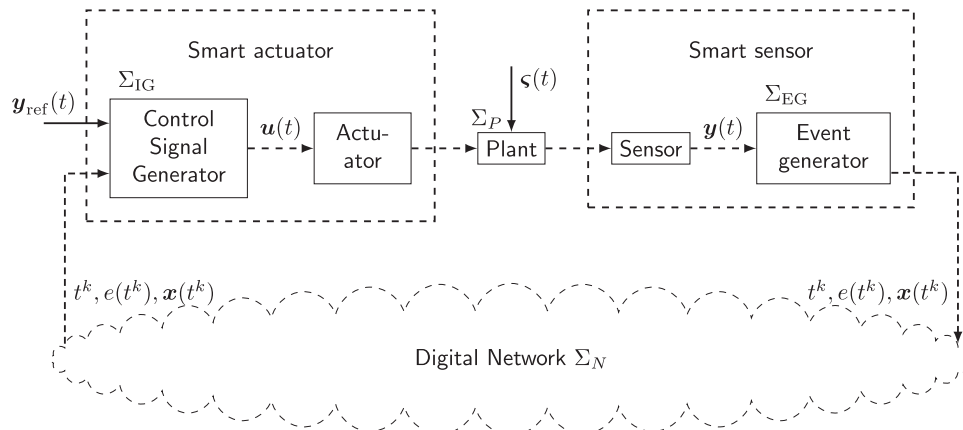 Smart actuator
Smart sensor
Σ_IG
y_ref(t)
Control
Signal
Generator
u(t)
Actu-
ator
ς(t)
Σ_P
Plant
Sensor
y(t)
Σ_EG
Event
generator
t^k, e(t^k), x(t^k)
t^k, e(t^k), x(t^k)
Digital Network Σ_N